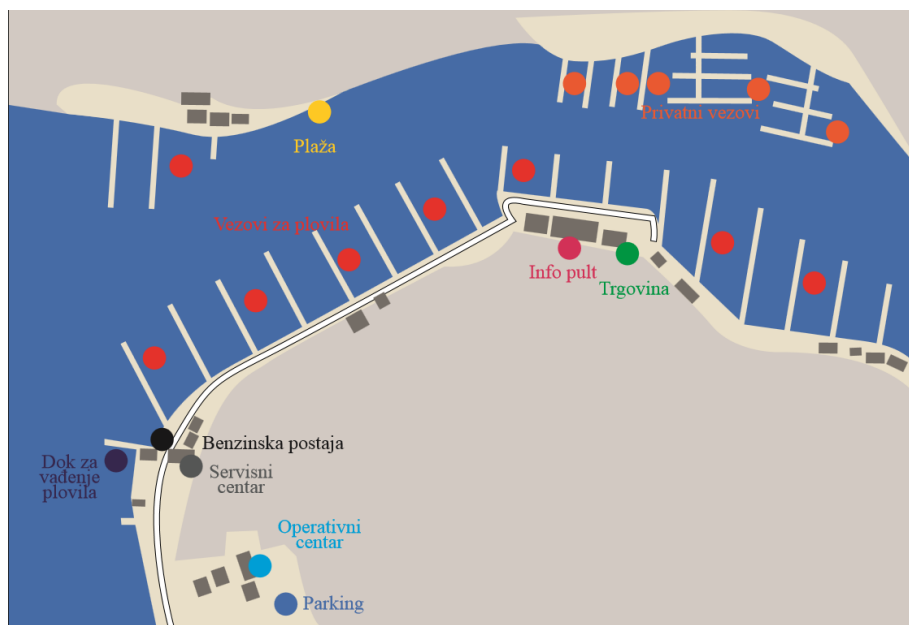 Privatni vezovi
Plaža
Vezovi za plovila
Info pult
Trgovina
Benzinska postaja
Dok za
vađenje
plovila
Servisni
centar
Operativni
centar
Parking